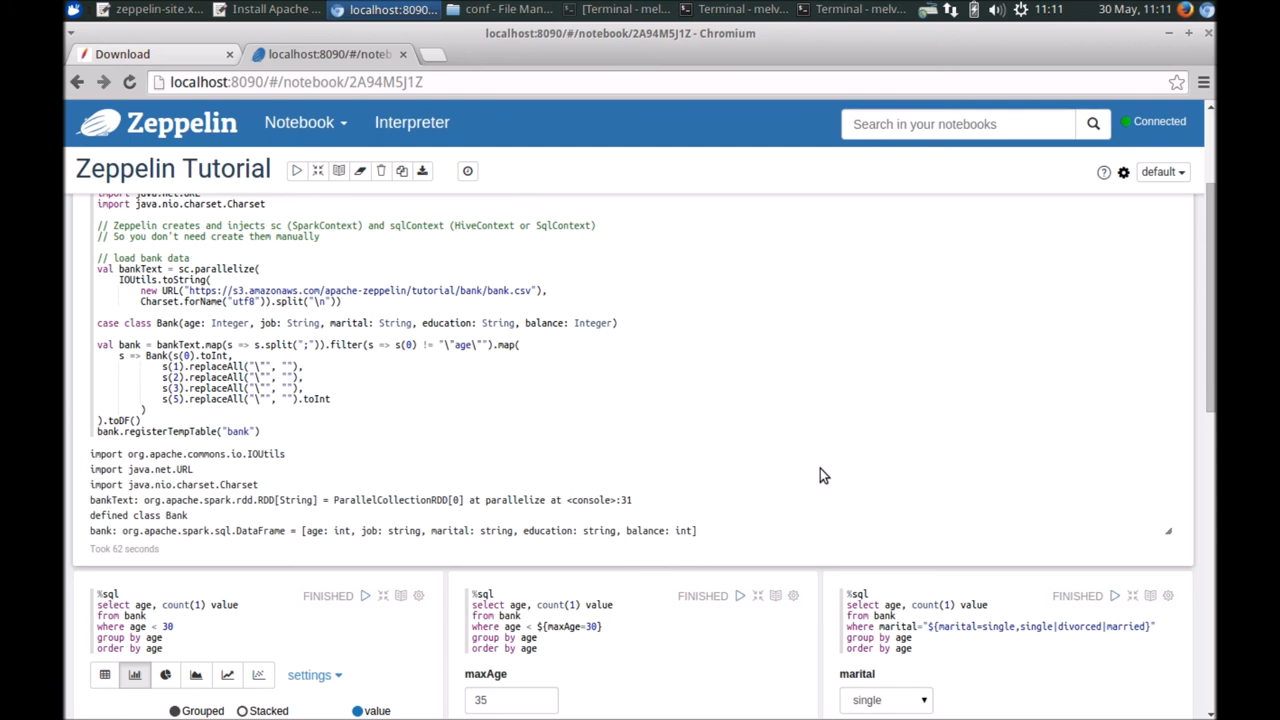 zeppelin-site.x...
Install Apache ...
localhost:8090...
conf - File Man...
[Terminal - mel...
Terminal - melv...
Terminal - melv...
11:11
30 May, 11:11
localhost:8090/#/notebook/2A94M5J1Z - Chromium
Download
localhost:8090/#/noteb
localhost:8090/#/notebook/2A94M5J1Z
Zeppelin
Notebook
Interpreter
Search in your notebooks
Connected
Zeppelin Tutorial
default
import java.net.URL
import java.nio.charset.Charset
// Zeppelin creates and injects sc (SparkContext) and sqlContext (HiveContext or SqlContext)
// So you don't need create them manually
// load bank data
val bankText = sc.parallelize(
IOUtils.toString(
new URL("https://s3.amazonaws.com/apache-zeppelin/tutorial/bank/bank.csv"),
Charset.forName("utf8")).split("\n"))
case class Bank(age: Integer, job: String, marital: String, education: String, balance: Integer)
val bank = bankText.map(s => s.split(";")).filter(s => s(0) != "\"age\"").map(
s => Bank(s(0).toInt,
s(1).replaceAll("\"", ""),
s(2).replaceAll("\"", ""),
s(3).replaceAll("\"", ""),
s(5).replaceAll("\"", "").toInt
)
).toDF()
bank.registerTempTable("bank")
import org.apache.commons.io.IOUtils
import java.net.URL
import java.nio.charset.Charset
bankText: org.apache.spark.rdd.RDD[String] = ParallelCollectionRDD[0] at parallelize at <console>:31
defined class Bank
bank: org.apache.spark.sql.DataFrame = [age: int, job: string, marital: string, education: string, balance: int]
Took 62 seconds
%sql
select age, count(1) value
from bank
where age < 30
group by age
order by age
FINISHED
settings
Grouped
Stacked
value
%sql
select age, count(1) value
from bank
where age < ${maxAge=30}
group by age
order by age
FINISHED
maxAge
35
%sql
select age, count(1) value
from bank
where marital="${marital=single,single|divorced|married}"
group by age
order by age
FINISHED
marital
single